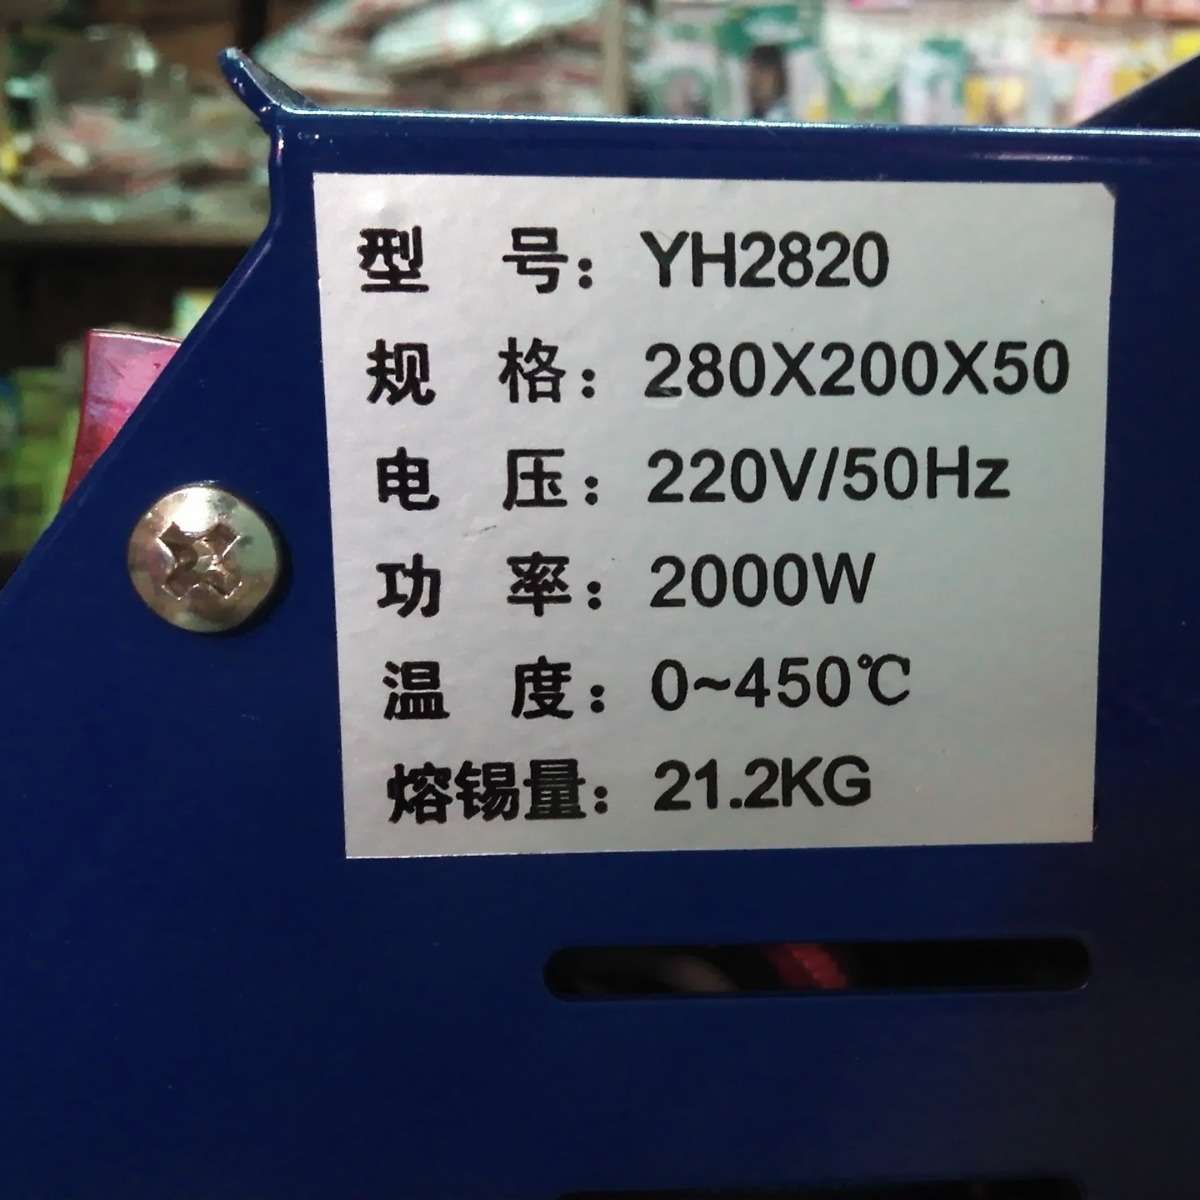 型 号：YH2820
规 格：280X200X50
电 压：220V/50Hz
功 率：2000W
温 度：0~450℃
熔锡量：21.2KG